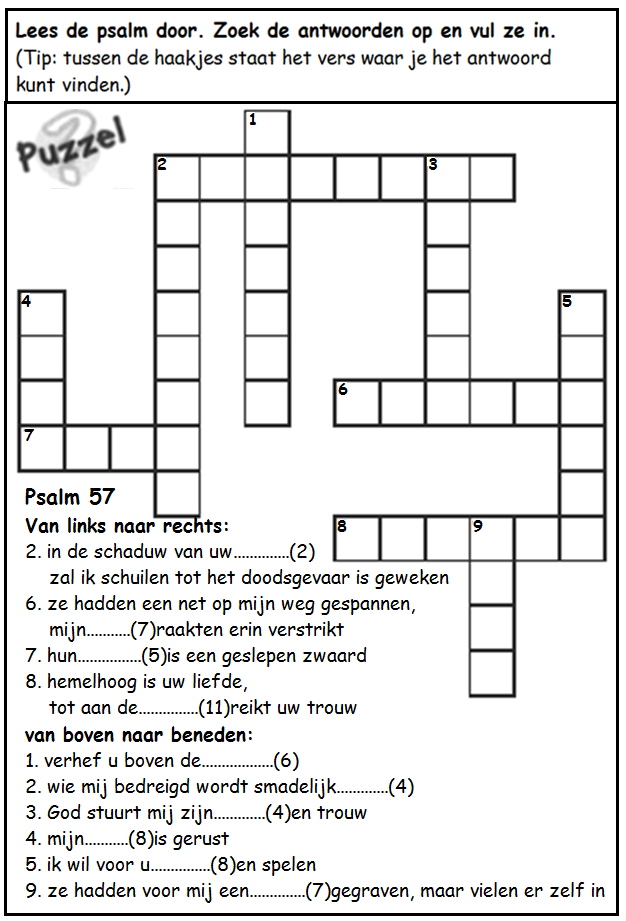 Lees de psalm door. Zoek de antwoorden op en vul ze in.
(Tip: tussen de haakjes staat het vers waar je het antwoord
kunt vinden.)
Puzzel
1
2
3
4
5
6
7
8
9
Psalm 57
Van links naar rechts:
2. in de schaduw van uw.............(2)
zal ik schuilen tot het doodsgevaar is geweken
6. ze hadden een net op mijn weg gespannen,
mijn..........(7)raakten erin verstrikt
7. hun...............(5)is een geslepen zwaard
8. hemelhoog is uw liefde,
tot aan de..............(11)reikt uw trouw
van boven naar beneden:
1. verhef u boven de.................(6)
2. wie mij bedreigd wordt smadelijk............(4)
3. God stuurt mij zijn............(4)en trouw
4. mijn..........(8)is gerust
5. ik wil voor u..............(8)en spelen
9. ze hadden voor mij een.............(7)gegraven, maar vielen er zelf in